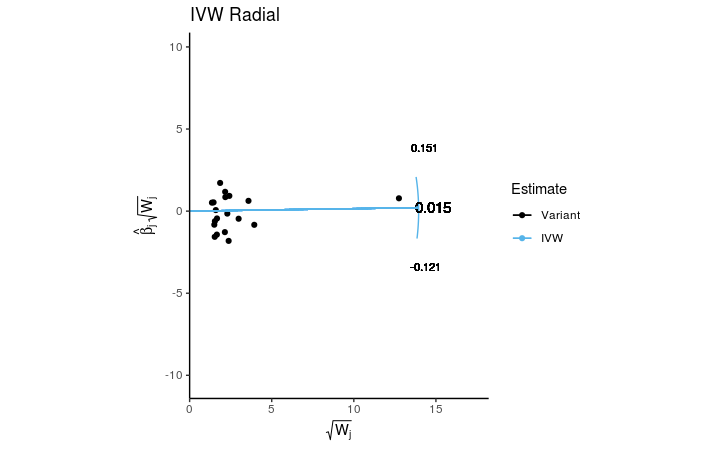 IVW Radial
10
5
0
-5
-10
β̂j√Wj
0.151
0.015
-0.121
0
5
10
15
√Wj
Estimate
Variant
IVW